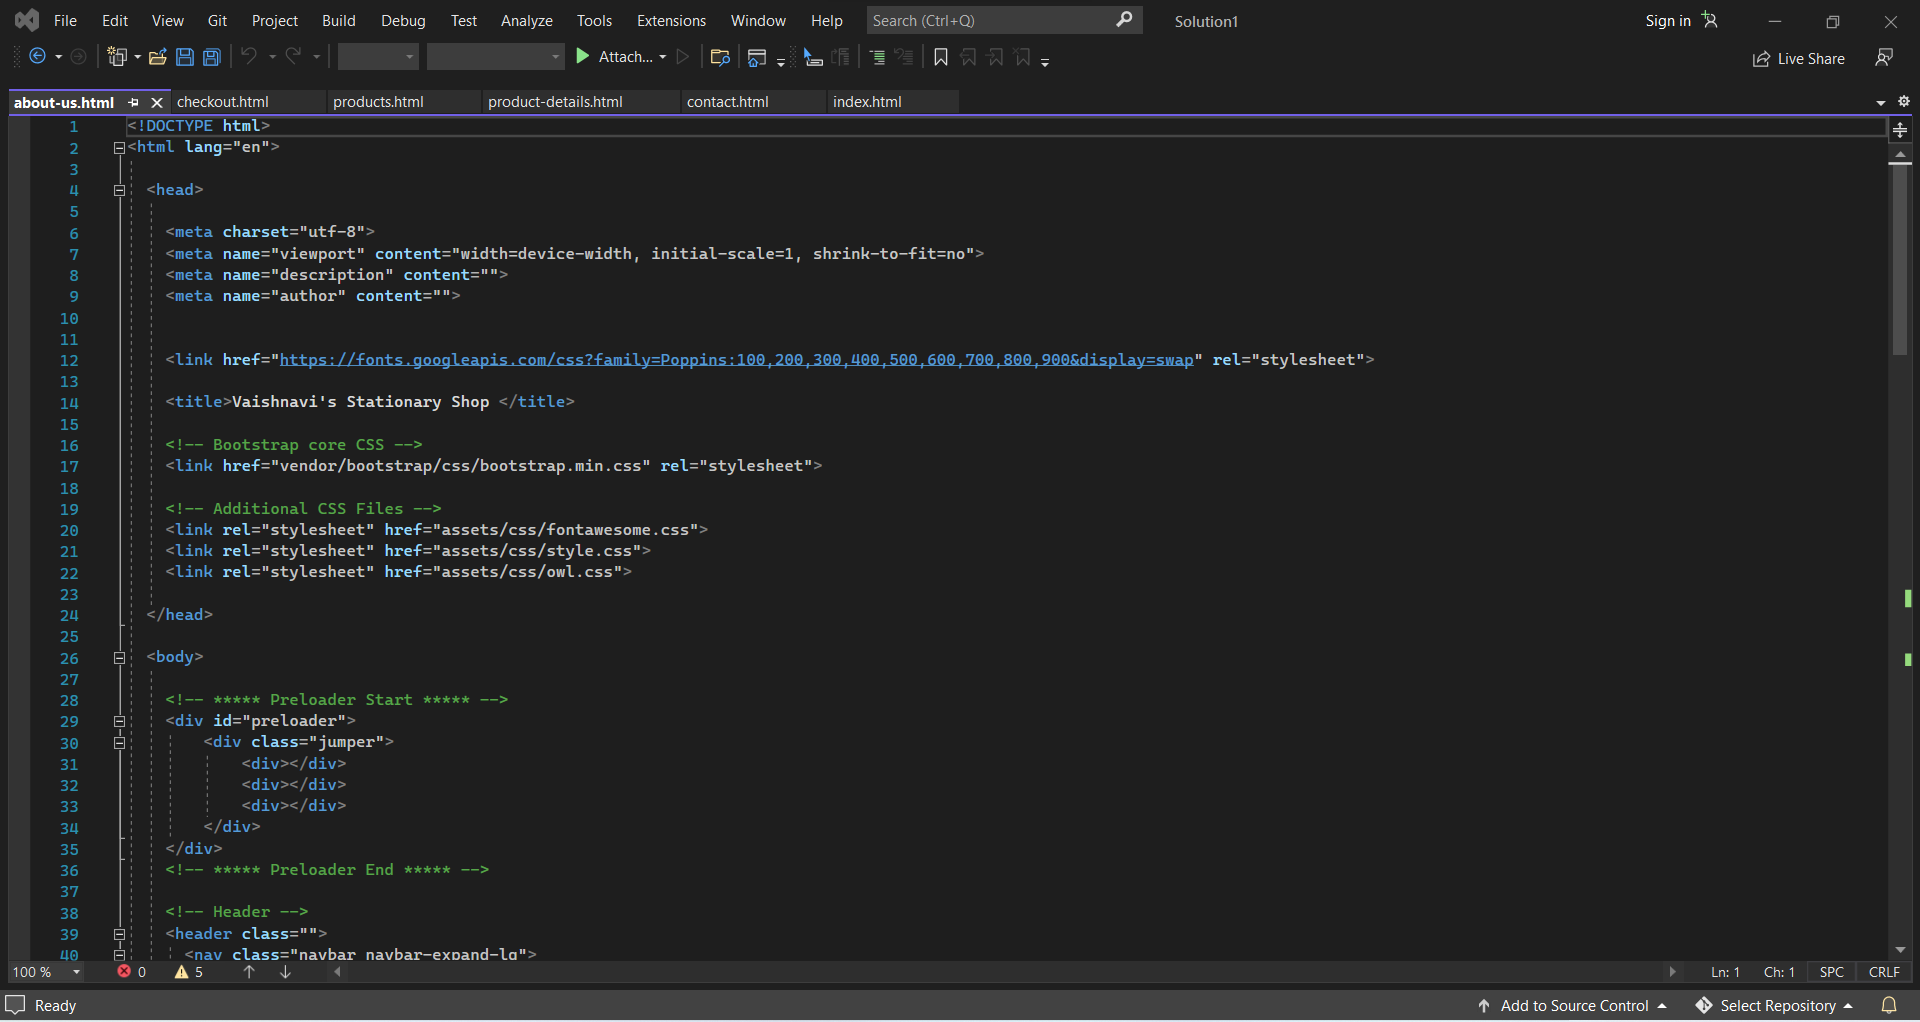 File Edit View Git Project Build Debug Test Analyze Tools Extensions Window Help Search (Ctrl+Q) Solution1 Sign in
Attach... Live Share
about-us.html checkout.html products.html product-details.html contact.html index.html
1 <!DOCTYPE html>
2 <html lang="en">
3
4 <head>
5
6 <meta charset="utf-8">
7 <meta name="viewport" content="width=device-width, initial-scale=1, shrink-to-fit=no">
8 <meta name="description" content="">
9 <meta name="author" content="">
10
11
12 <link href="https://fonts.googleapis.com/css?family=Poppins:100,200,300,400,500,600,700,800,900&display=swap" rel="stylesheet">
13
14 <title>Vaishnavi's Stationary Shop </title>
15
16 <!-- Bootstrap core CSS -->
17 <link href="vendor/bootstrap/css/bootstrap.min.css" rel="stylesheet">
18
19 <!-- Additional CSS Files -->
20 <link rel="stylesheet" href="assets/css/fontawesome.css">
21 <link rel="stylesheet" href="assets/css/style.css">
22 <link rel="stylesheet" href="assets/css/owl.css">
23
24 </head>
25
26 <body>
27
28 <!-- ***** Preloader Start ***** -->
29 <div id="preloader">
30 <div class="jumper">
31 <div></div>
32 <div></div>
33 <div></div>
34 </div>
35 </div>
36 <!-- ***** Preloader End ***** -->
37
38 <!-- Header -->
39 <header class="">
40 <nav class="navbar navbar-expand-lg">
100 % 0 5 Ln: 1 Ch: 1 SPC CRLF
Ready Add to Source Control Select Repository